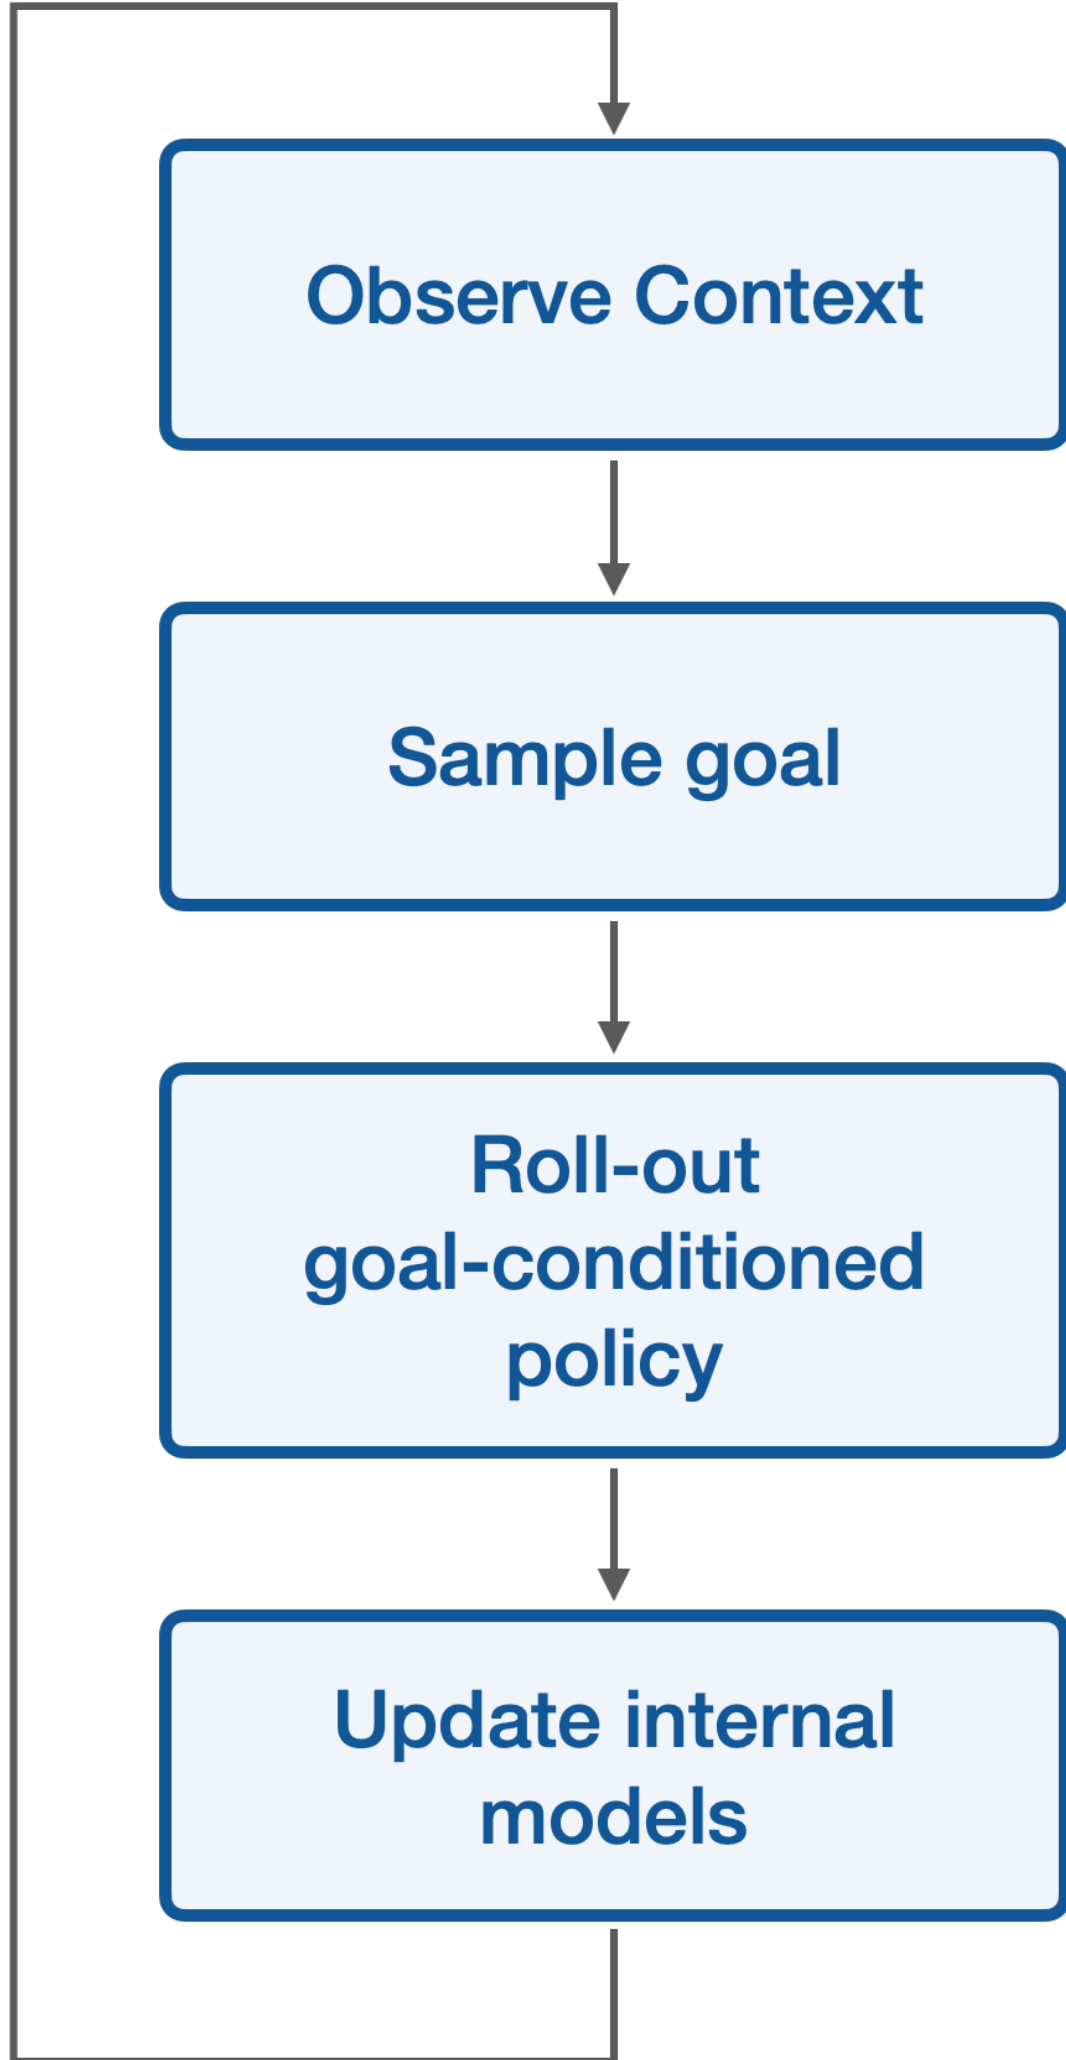 Observe Context
Sample goal
Roll-out
goal-conditioned
policy
Update internal
models